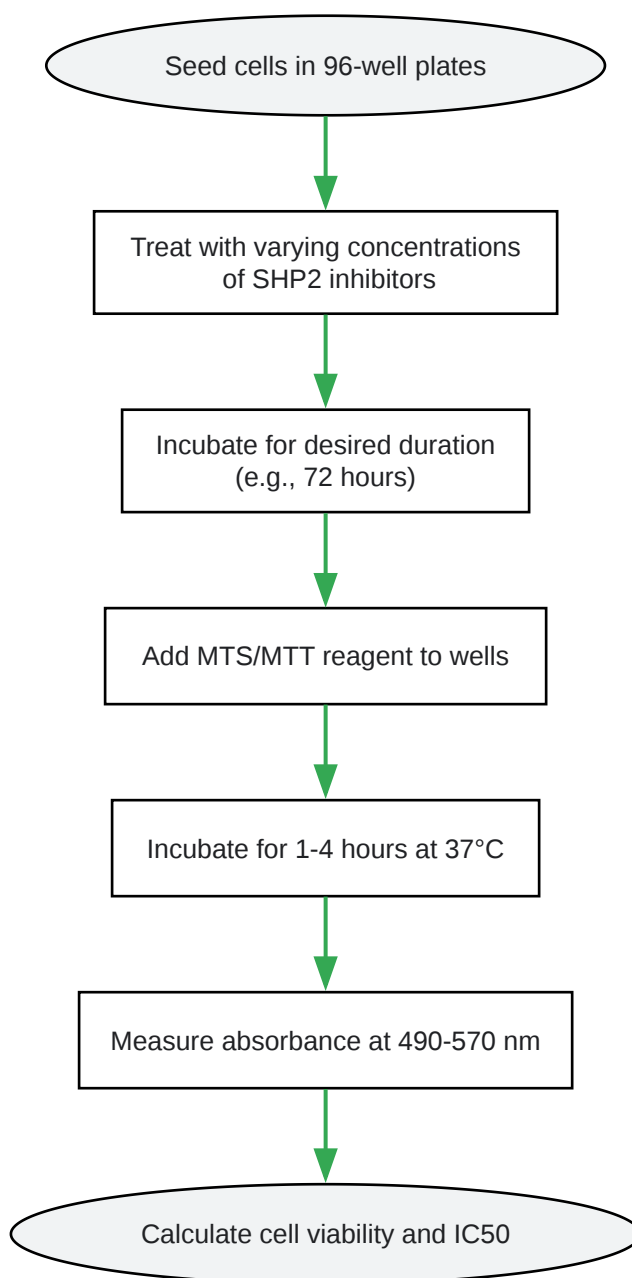 Seed cells in 96-well plates
Treat with varying concentrations
of SHP2 inhibitors
Incubate for desired duration
(e.g., 72 hours)
Add MTS/MTT reagent to wells
Incubate for 1-4 hours at 37°C
Measure absorbance at 490-570 nm
Calculate cell viability and IC50